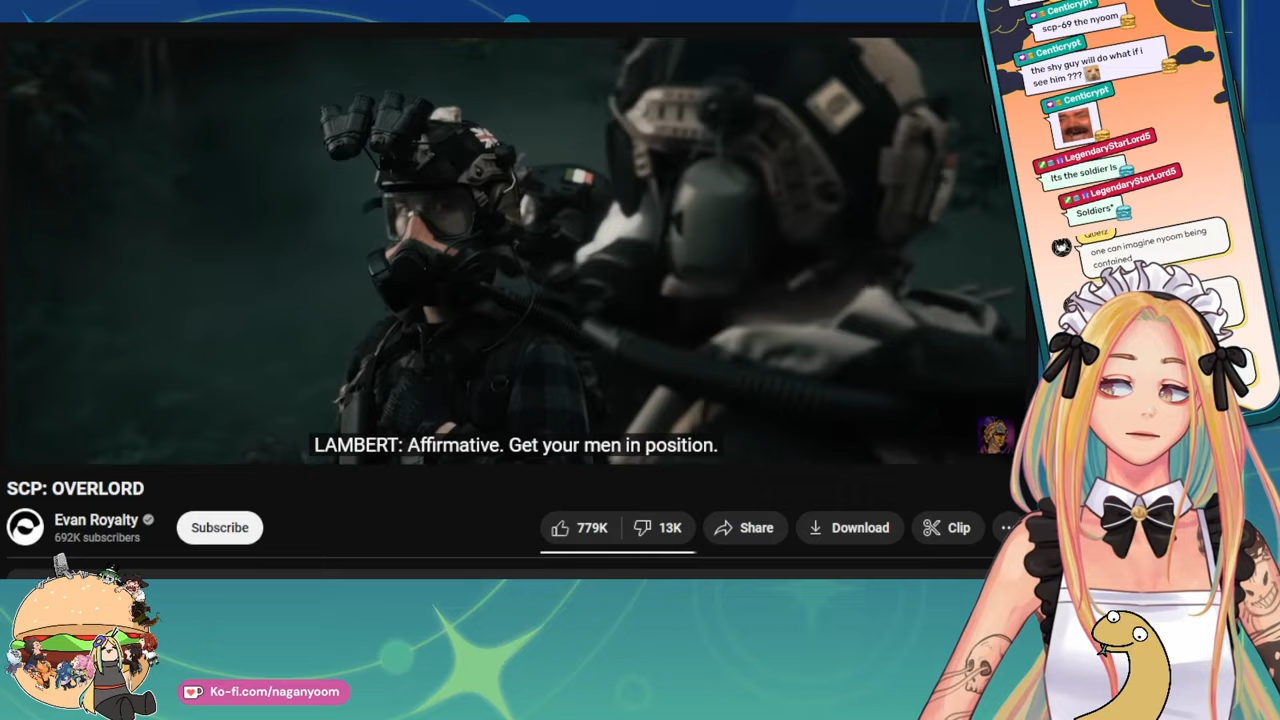 Centicrypt
scp-69 the nyoom
Centicrypt
the shy guy will do what if i
see him ???
Centicrypt
LegendaryStarLord5
Its the soldier Is
LegendaryStarLord5
Soldiers*
one can imagine nyoom being
contained
LAMBERT: Affirmative. Get your men in position.
SCP: OVERLORD
Evan Royalty
692K subscribers
Subscribe
779K
13K
Share
Download
Clip
Ko-fi.com/naganyoom